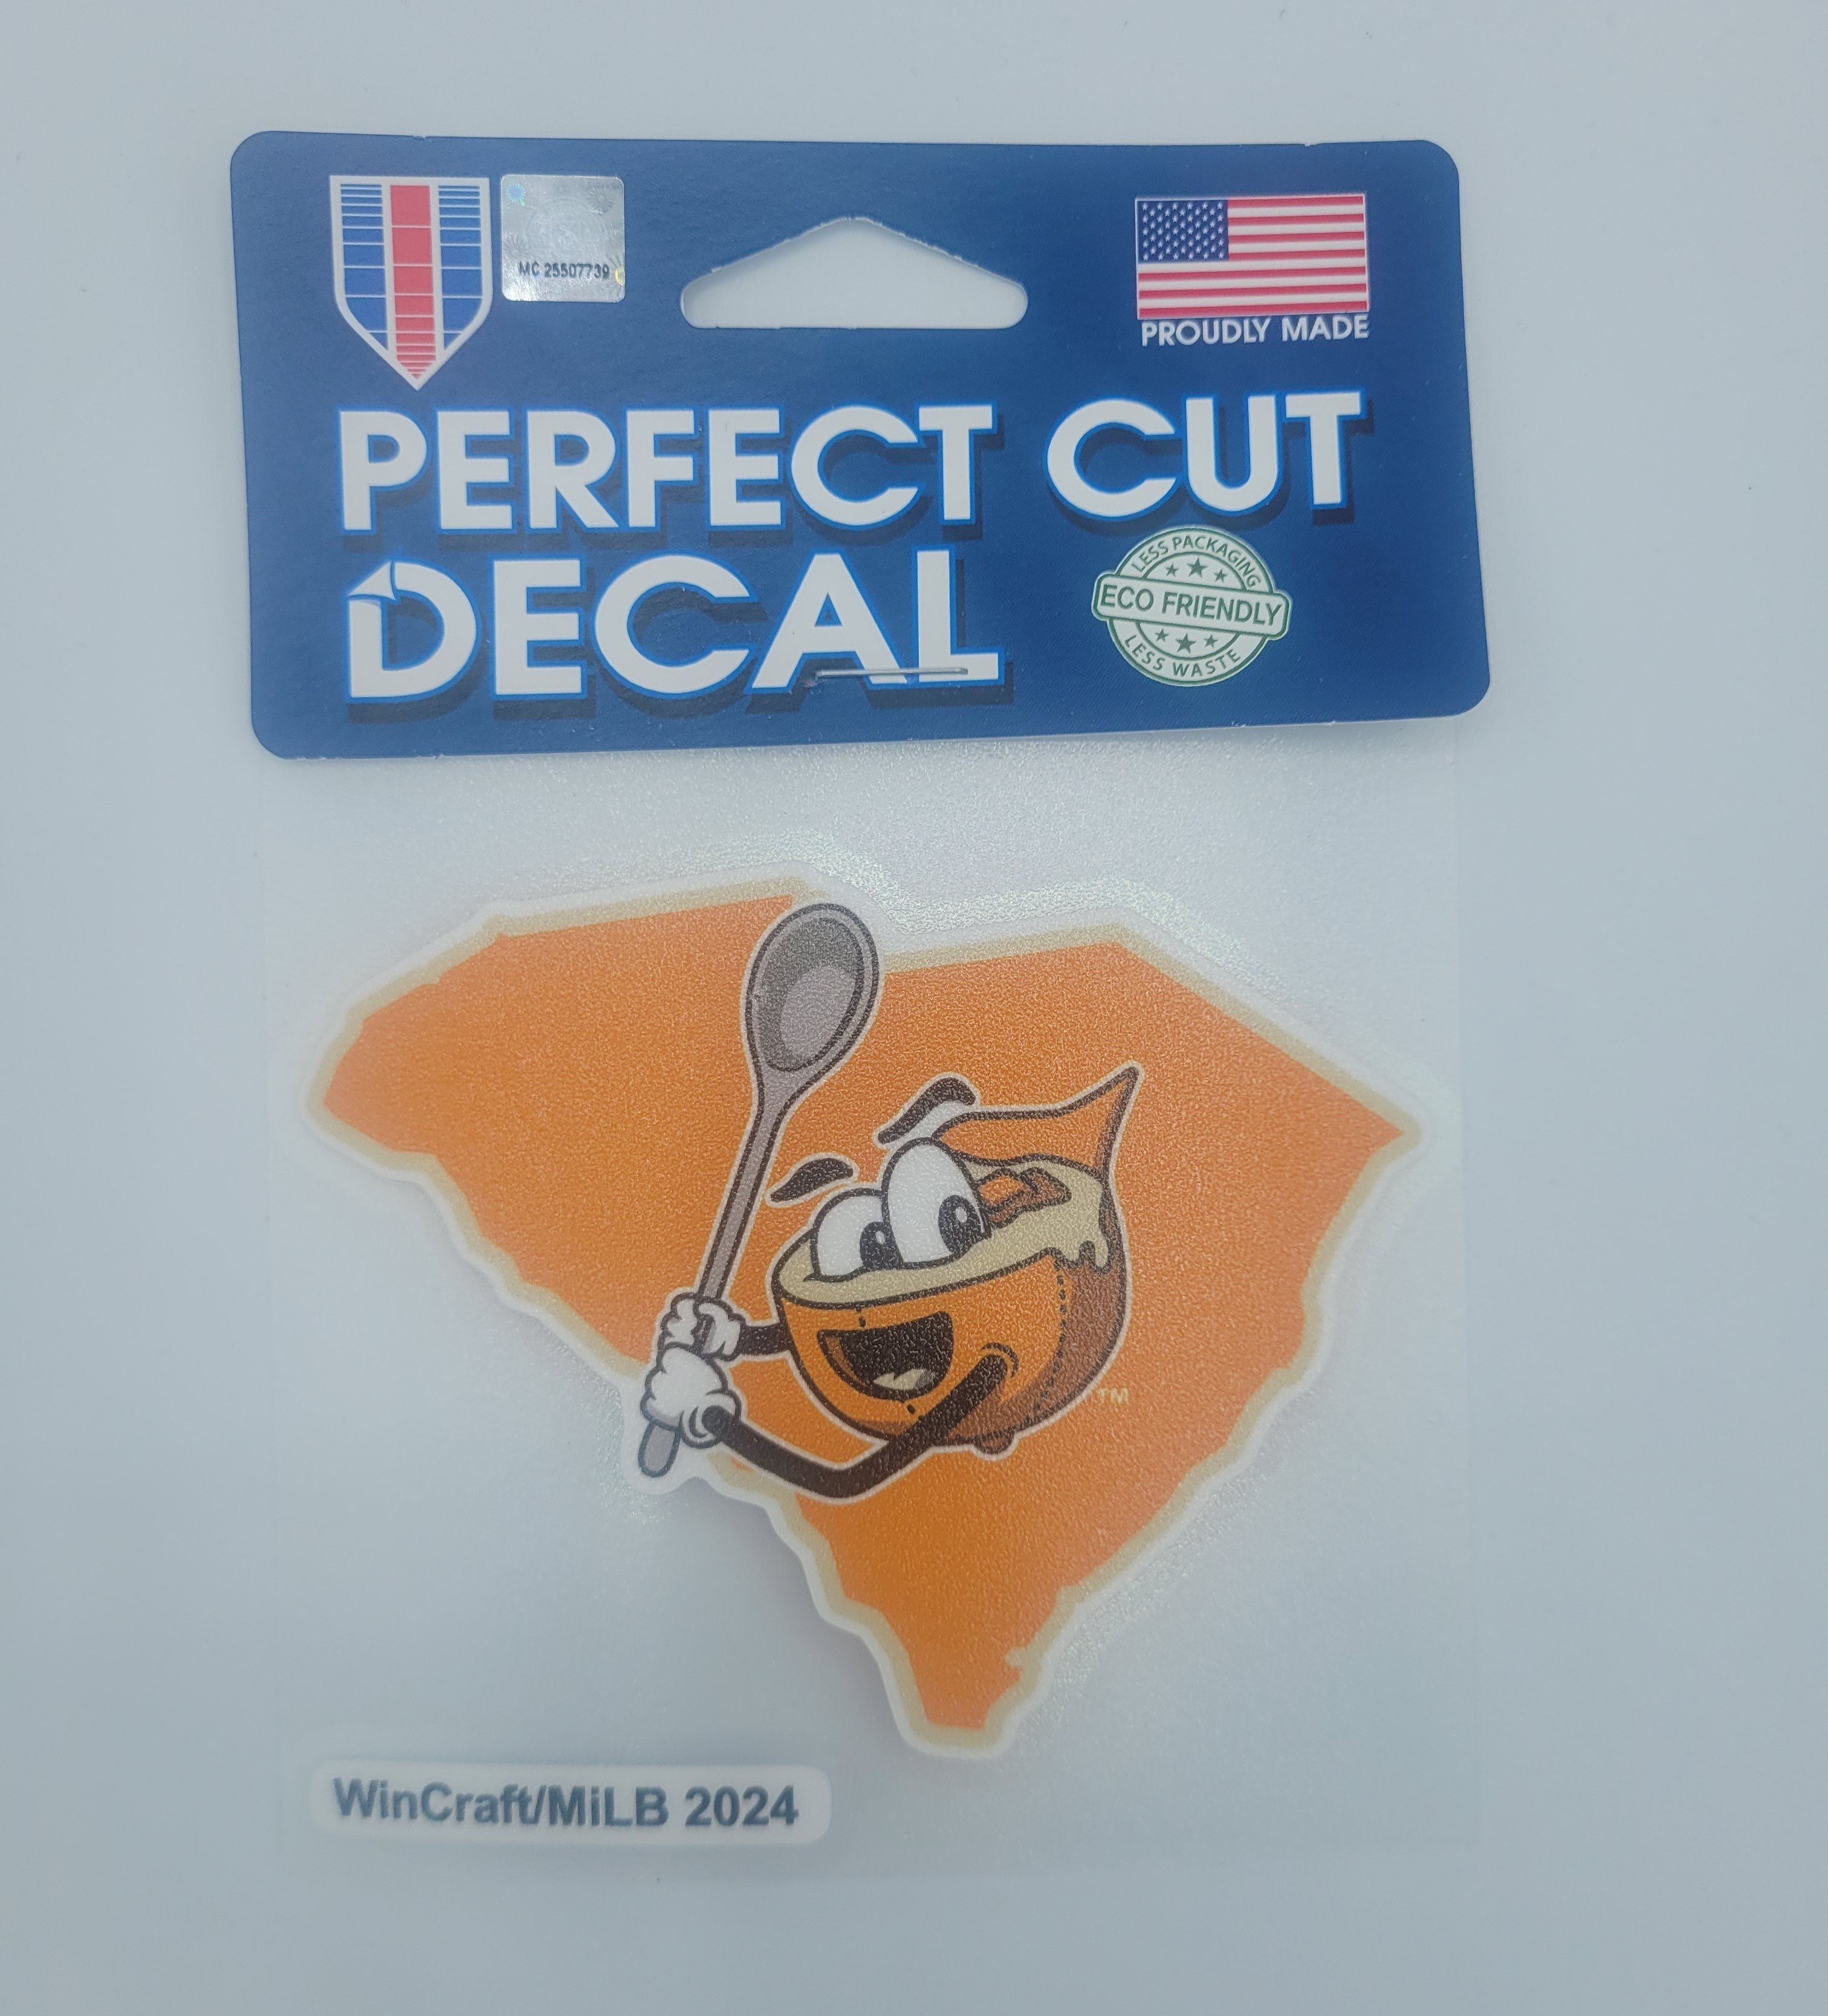 MC 25507739
PROUDLY MADE
PERFECT CUT
DECAL
LESS PACKAGING
ECO FRIENDLY
LESS WASTE
TM
WinCraft/MiLB 2024